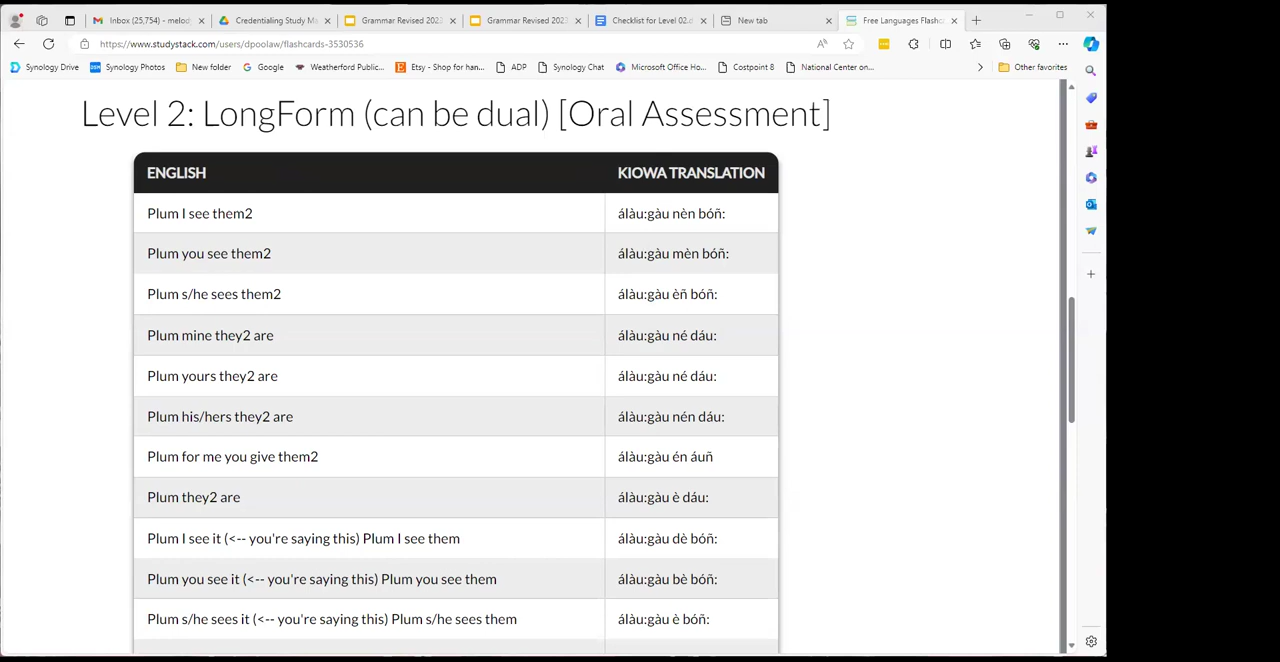 Inbox (25,754) - melod
Credentialing Study Ma
Grammar Revised 202
Grammar Revised 2023
Checklist for Level 02.d
New tab
Free Languages Flashc
https://www.studystack.com/users/dpoolaw/flashcards-3530536
Synology Drive
Synology Photos
New folder
Google
Weatherford Public...
Etsy - Shop for han...
ADP
Synology Chat
Microsoft Office Ho...
Costpoint 8
National Center on...
Other favorites
Level 2: LongForm (can be dual) [Oral Assessment]
ENGLISH KIOWA TRANSLATION
Plum I see them2 álàu:gàu nèn bóñ:
Plum you see them2 álàu:gàu mèn bóñ:
Plum s/he sees them2 álàu:gàu èñ bóñ:
Plum mine they2 are álàu:gàu né dáu:
Plum yours they2 are álàu:gàu né dáu:
Plum his/hers they2 are álàu:gàu nén dáu:
Plum for me you give them2 álàu:gàu én áuñ
Plum they2 are álàu:gàu è dáu:
Plum I see it (<-- you're saying this) Plum I see them álàu:gàu dè bóñ:
Plum you see it (<-- you're saying this) Plum you see them álàu:gàu bè bóñ:
Plum s/he sees it (<-- you're saying this) Plum s/he sees them álàu:gàu è bóñ: